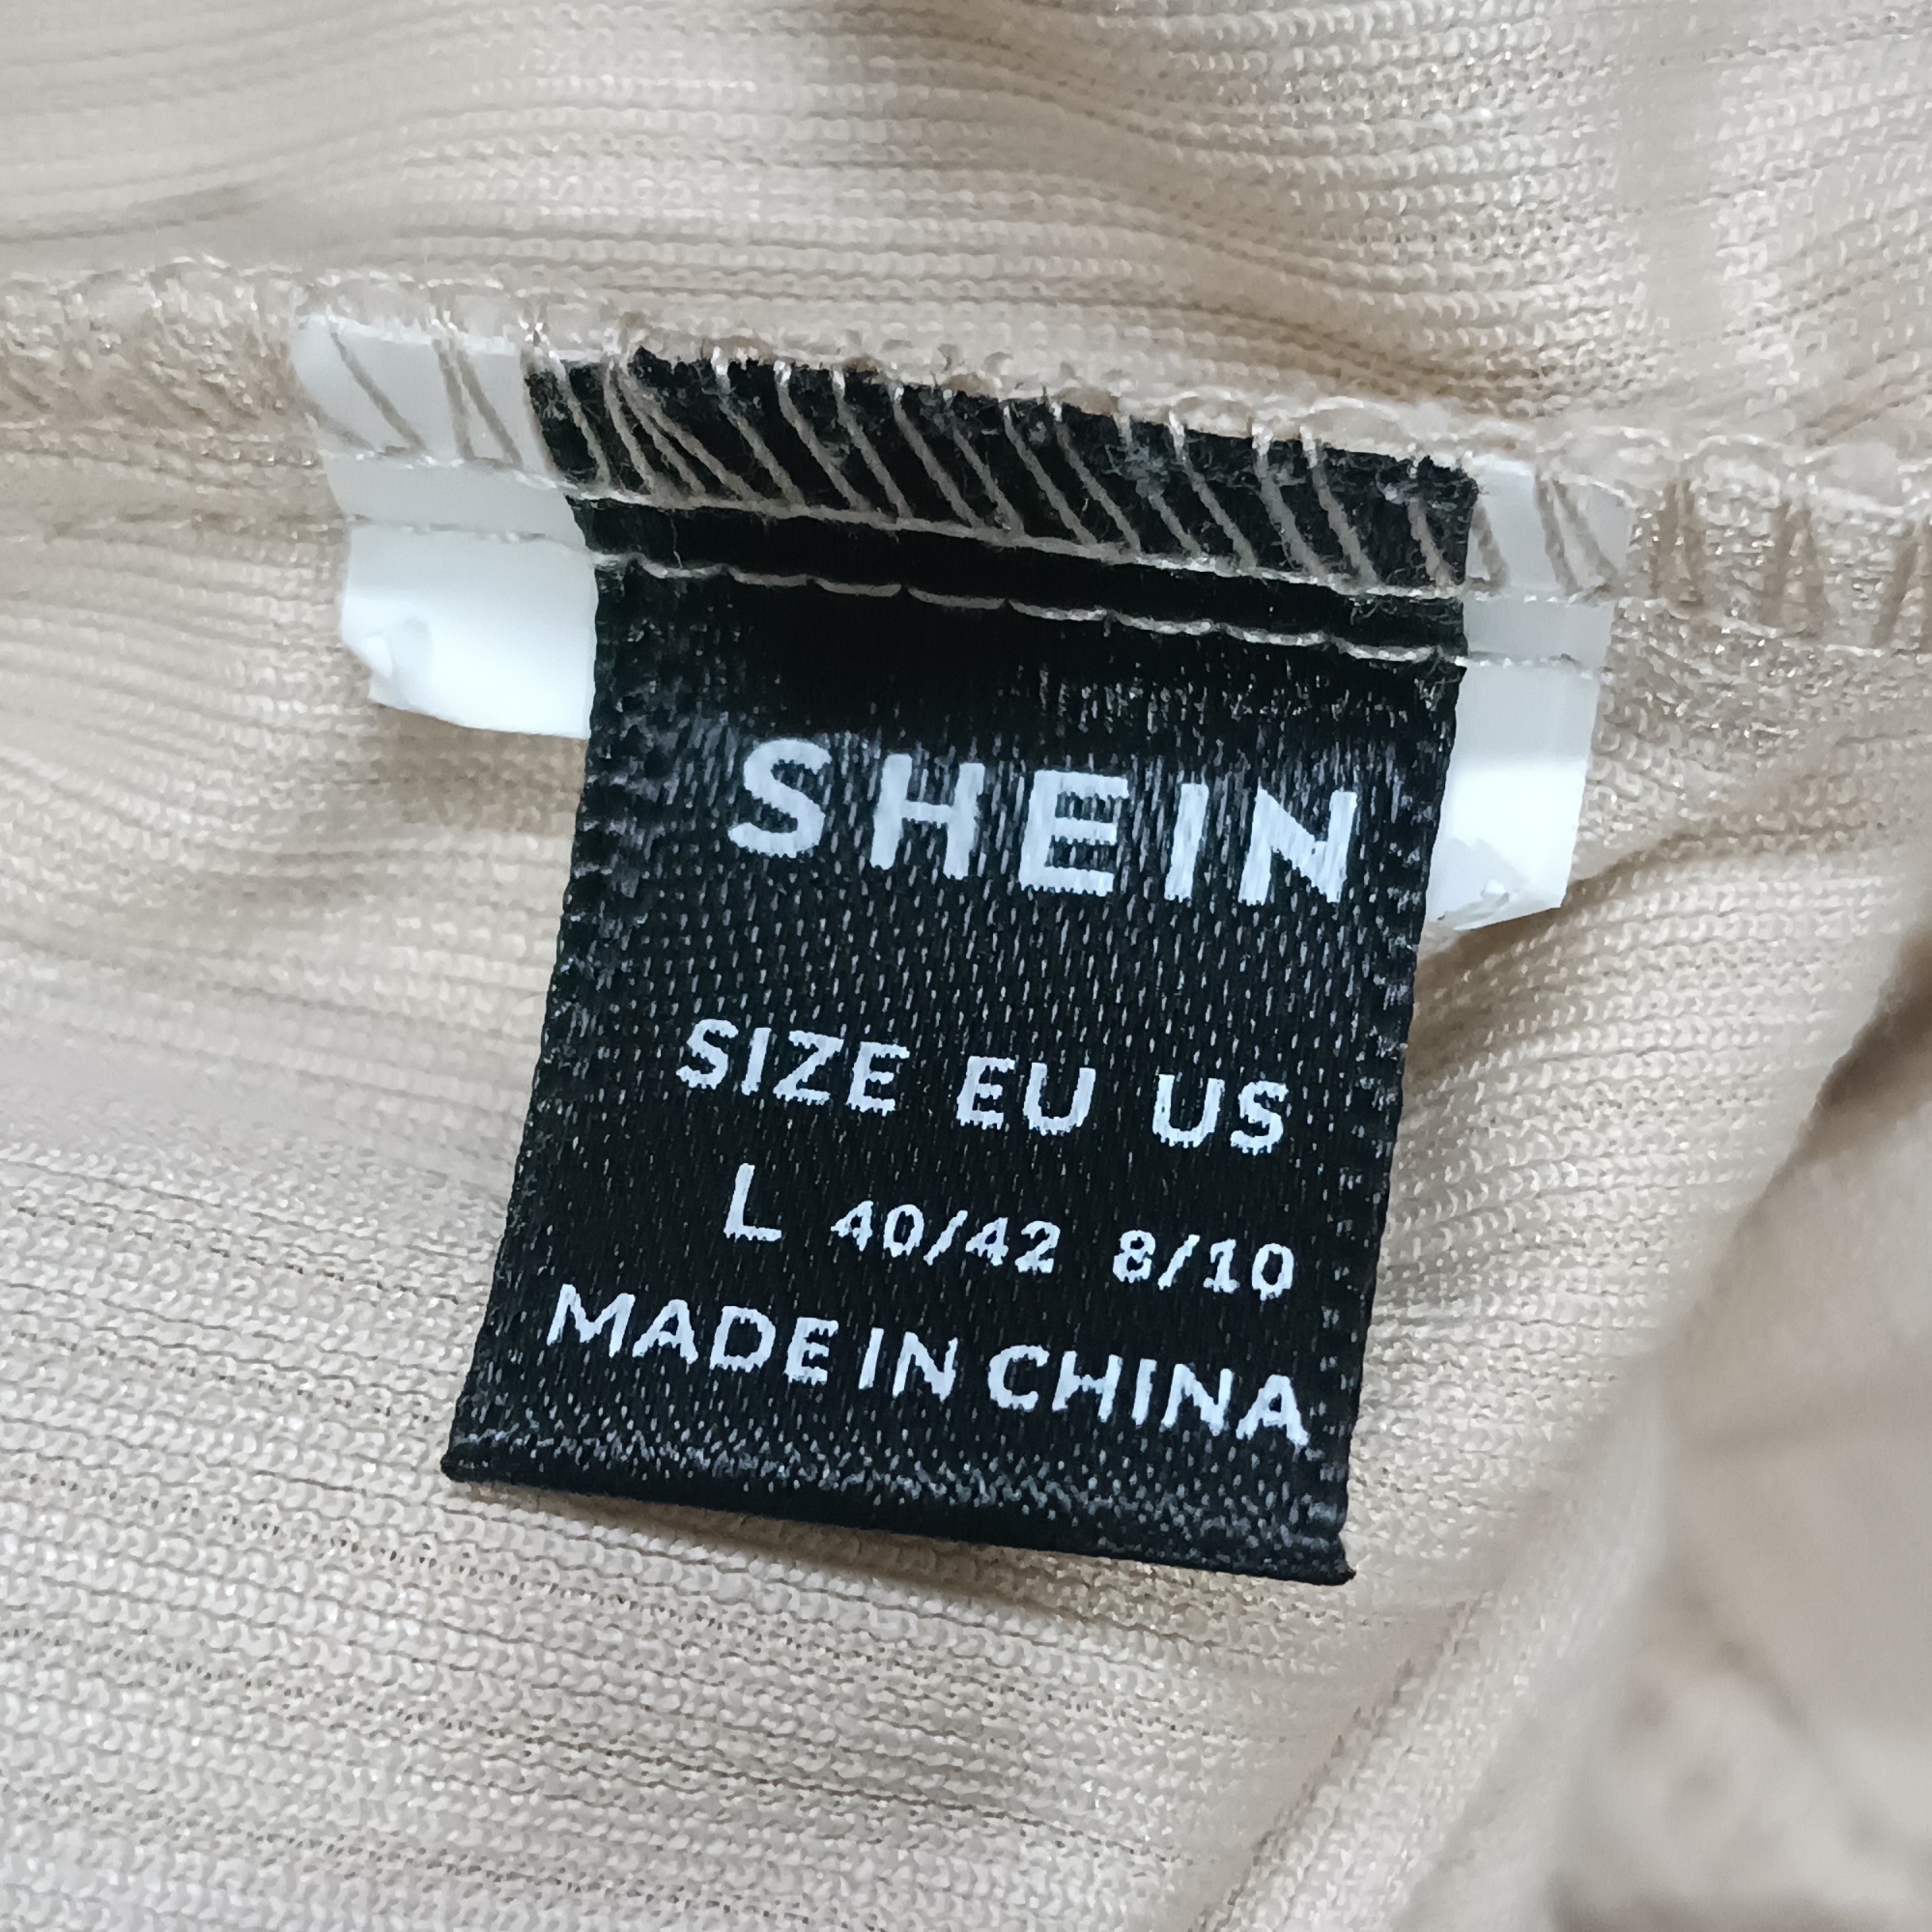 SHEIN
SIZE EU US
L 40/42 8/10
MADE IN CHINA